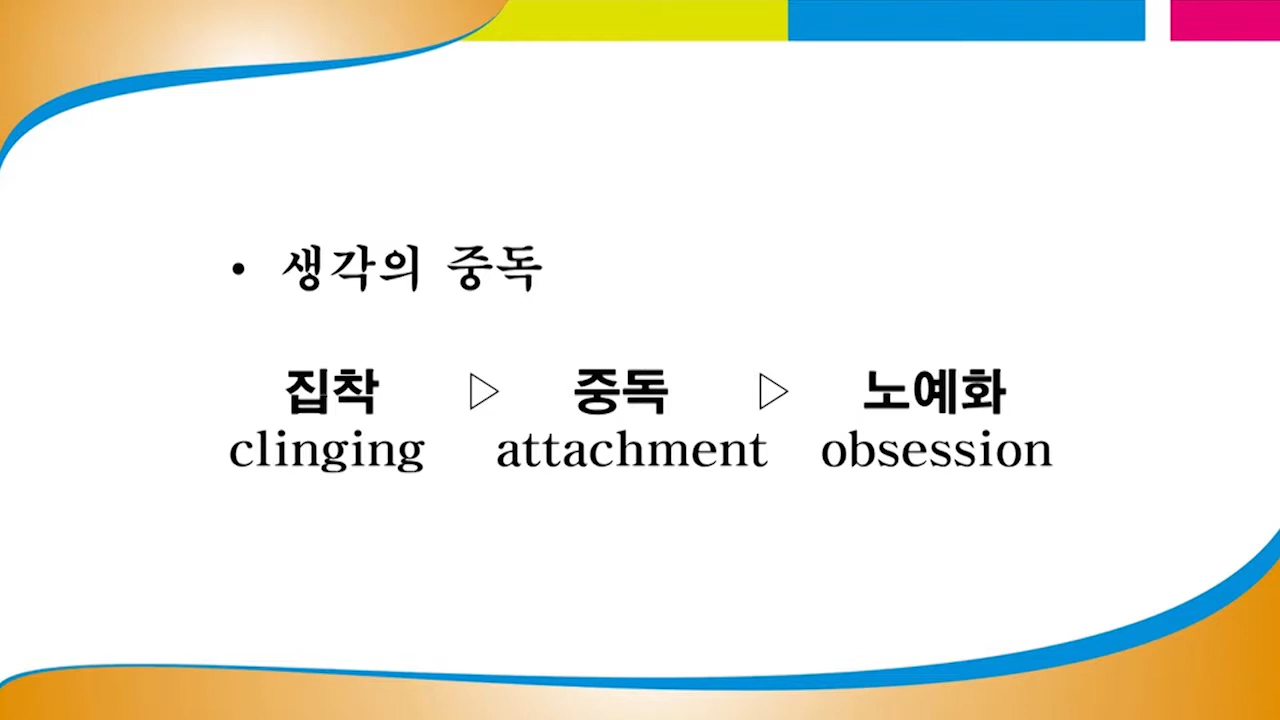 • 생각의 중독
집착 ▷ 중독 ▷ 노예화
clinging attachment obsession